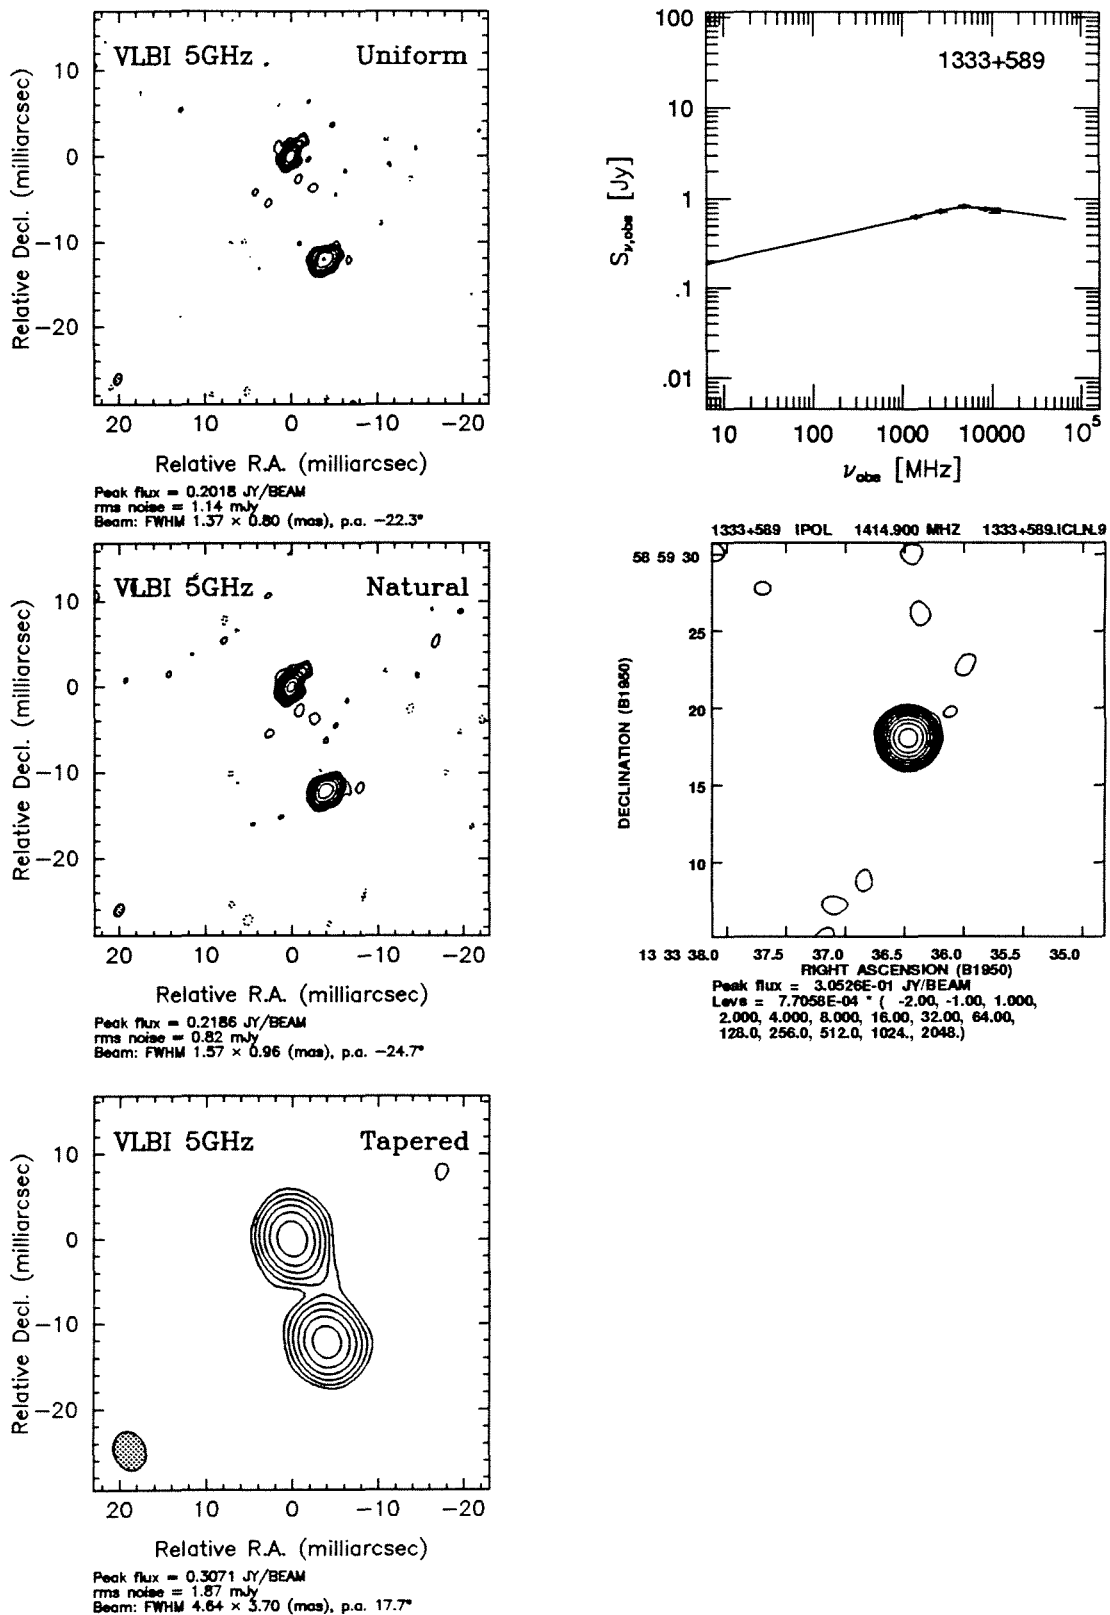 VLBI 5GHz Uniform
10
0
−10
−20
Relative Decl. (milliarcsec)
20 10 0 −10 −20
Relative R.A. (milliarcsec)
Peak flux = 0.2018 JY/BEAM
rms noise = 1.14 mJy
Beam: FWHM 1.37 × 0.80 (mas), p.a. −22.3°
1333+589
100
10
1
.1
.01
Sν,obs [Jy]
10 100 1000 10000 10^5
νobs [MHz]
VLBI 5GHz Natural
10
0
−10
−20
Relative Decl. (milliarcsec)
20 10 0 −10 −20
Relative R.A. (milliarcsec)
Peak flux = 0.2186 JY/BEAM
rms noise = 0.82 mJy
Beam: FWHM 1.57 × 0.96 (mas), p.a. −24.7°
1333+589 IPOL 1414.900 MHZ 1333+589.ICLN.9
58 59 30
25
20
15
10
DECLINATION (B1950)
13 33 38.0 37.5 37.0 36.5 36.0 35.5 35.0
RIGHT ASCENSION (B1950)
Peak flux = 3.0526E-01 JY/BEAM
Levs = 7.7058E-04 * ( -2.00, -1.00, 1.000,
2.000, 4.000, 8.000, 16.00, 32.00, 64.00,
128.0, 256.0, 512.0, 1024., 2048.)
VLBI 5GHz Tapered
10
0
−10
−20
Relative Decl. (milliarcsec)
20 10 0 −10 −20
Relative R.A. (milliarcsec)
Peak flux = 0.3071 JY/BEAM
rms noise = 1.87 mJy
Beam: FWHM 4.64 × 3.70 (mas), p.a. 17.7°